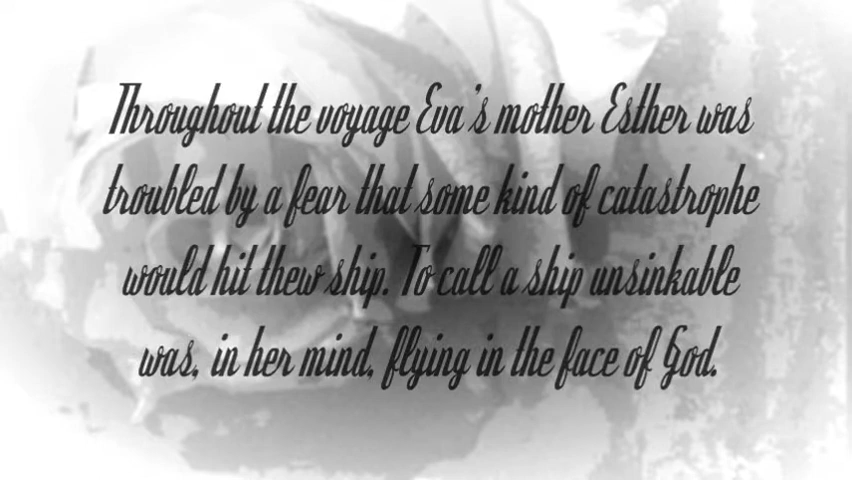 Throughout the voyage Eva's mother Esther was
troubled by a fear that some kind of catastrophe
would hit thew ship. To call a ship unsinkable
was, in her mind, flying in the face of God.